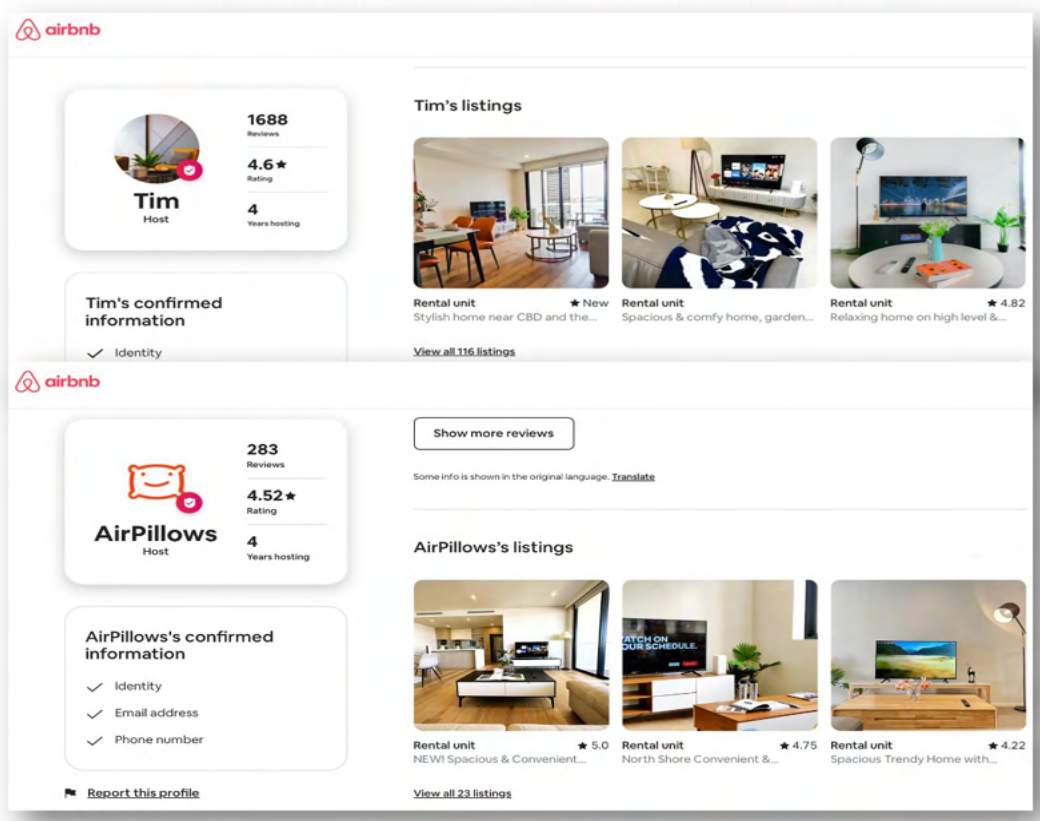 airbnb
1688
Reviews
4.6★
Rating
4
Years hosting
Tim
Host
Tim's confirmed
information
Identity
Tim's listings
Rental unit ★ New
Stylish home near CBD and the...
Rental unit
Spacious & comfy home, garden...
Rental unit ★ 4.82
Relaxing home on high level &...
View all 116 listings
airbnb
283
Reviews
4.52★
Rating
4
Years hosting
AirPillows
Host
AirPillows's confirmed
information
Identity
Email address
Phone number
Report this profile
Show more reviews
Some info is shown in the original language. Translate
AirPillows's listings
ATCH ON
OUR SCHEDULE.
Rental unit ★ 5.0
NEW! Spacious & Convenient...
Rental unit ★ 4.75
North Shore Convenient &...
Rental unit ★ 4.22
Spacious Trendy Home with...
View all 23 listings